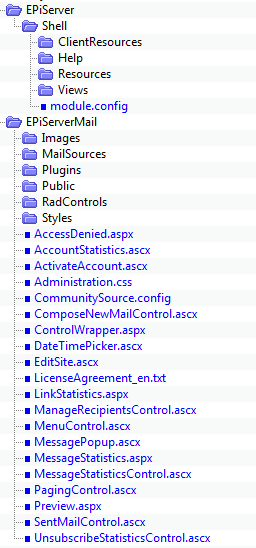 EPiServer
Shell
ClientResources
Help
Resources
Views
module.config
EPiServerMail
Images
MailSources
Plugins
Public
RadControls
Styles
AccessDenied.aspx
AccountStatistics.ascx
ActivateAccount.ascx
Administration.css
CommunitySource.config
ComposeNewMailControl.ascx
ControlWrapper.aspx
DateTimePicker.ascx
EditSite.ascx
LicenseAgreement_en.txt
LinkStatistics.aspx
ManageRecipientsControl.ascx
MenuControl.ascx
MessagePopup.ascx
MessageStatistics.aspx
MessageStatisticsControl.ascx
PagingControl.ascx
Preview.aspx
SentMailControl.ascx
UnsubscribeStatisticsControl.ascx